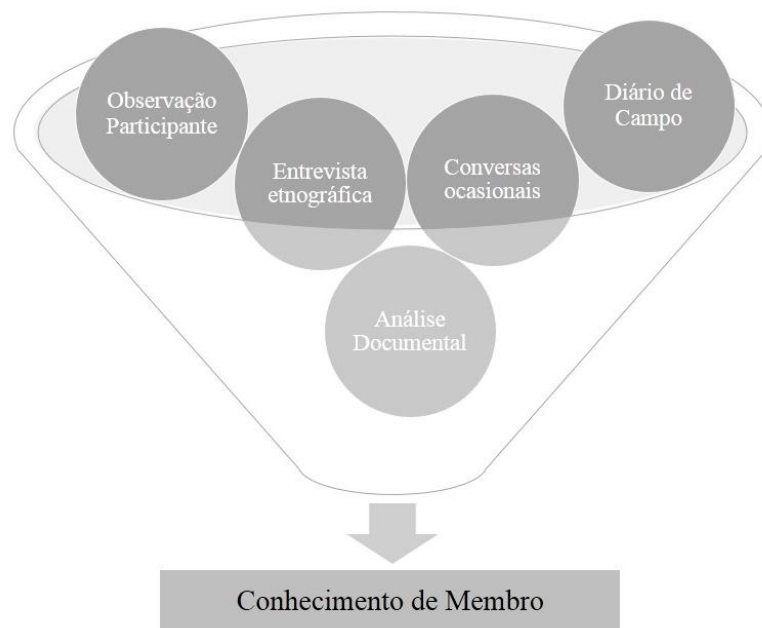 Observação
Participante
Entrevista
etnográfica
Conversas
ocasionais
Diário de
Campo
Análise
Documental
Conhecimento de Membro